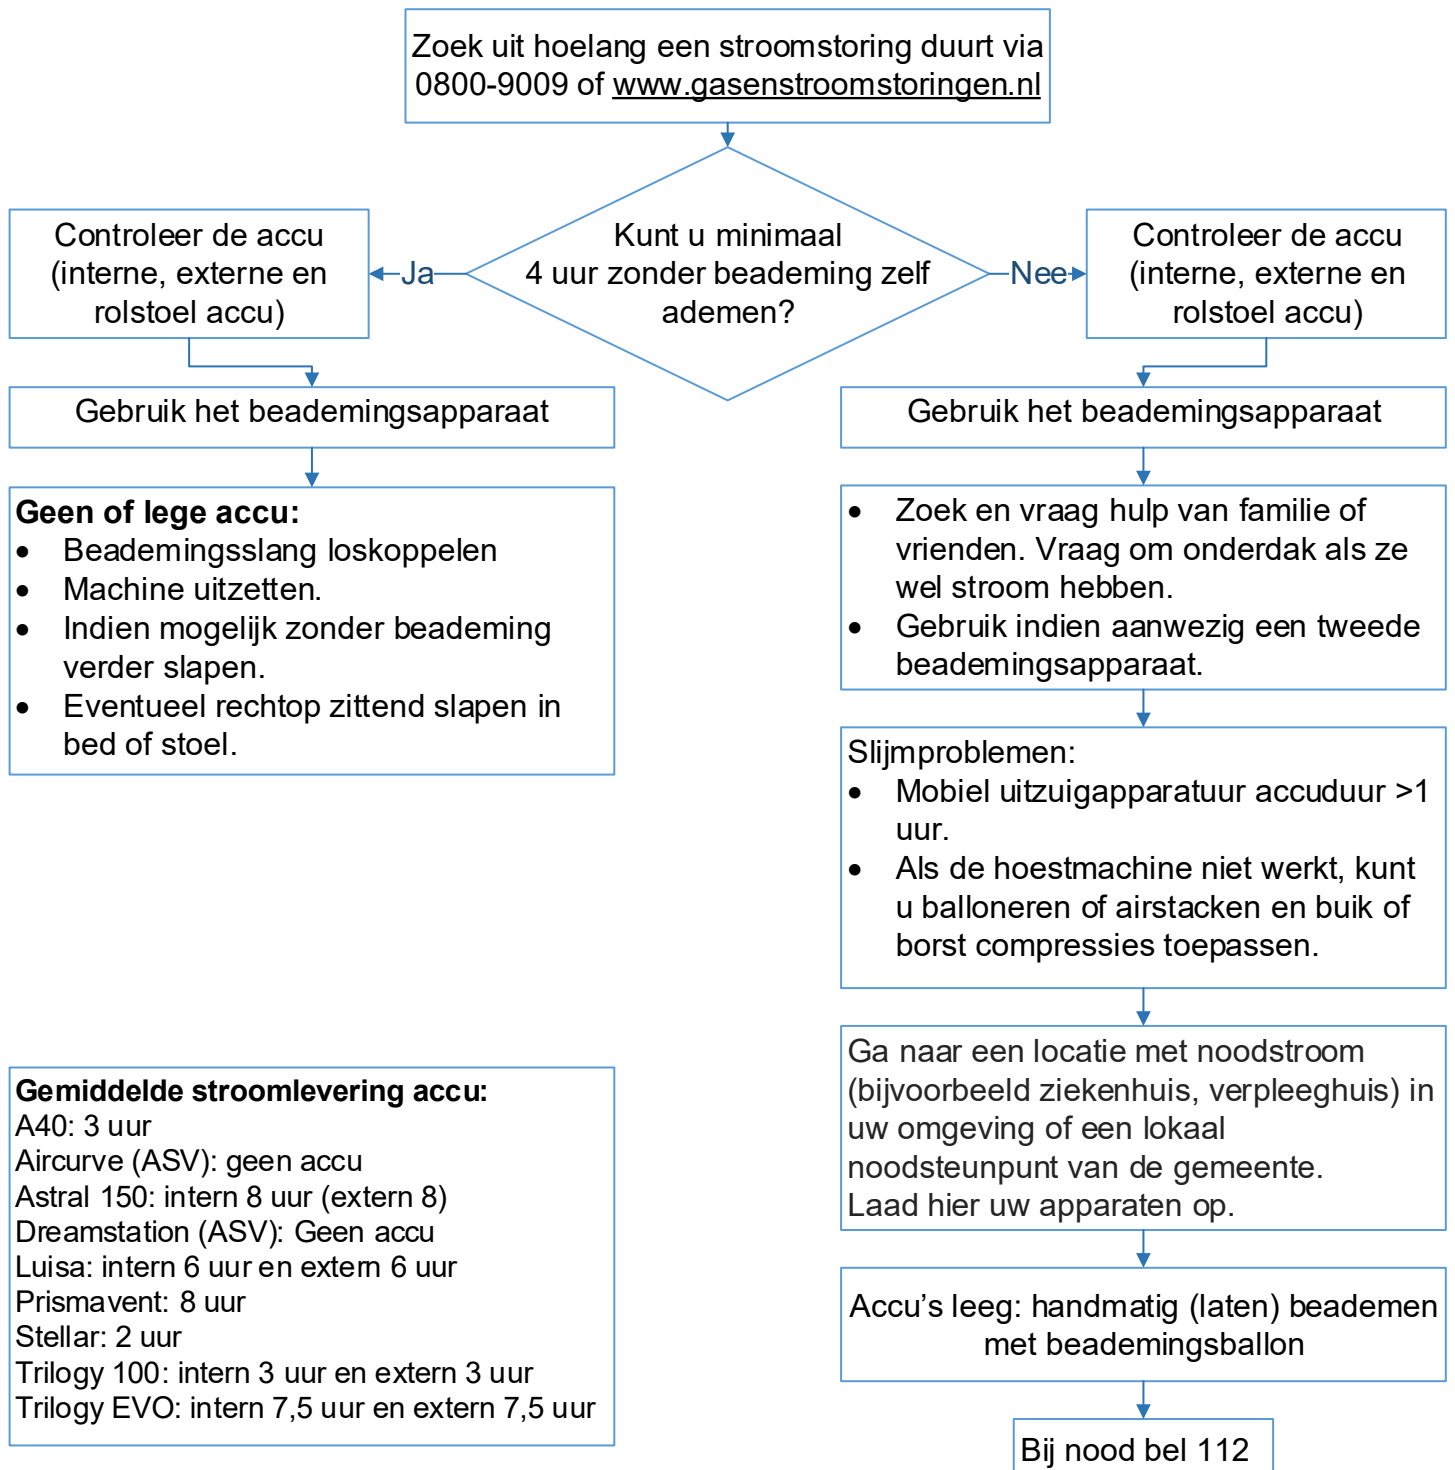 Zoek uit hoelang een stroomstoring duurt via
0800-9009 of www.gasenstroomstoringen.nl
Kunt u minimaal
4 uur zonder beademing zelf
ademen?
Ja
Nee
Controleer de accu
(interne, externe en
rolstoel accu)
Gebruik het beademingsapparaat
Geen of lege accu:
• Beademingsslang loskoppelen
• Machine uitzetten.
• Indien mogelijk zonder beademing
verder slapen.
• Eventueel rechtop zittend slapen in
bed of stoel.
Gemiddelde stroomlevering accu:
A40: 3 uur
Aircurve (ASV): geen accu
Astral 150: intern 8 uur (extern 8)
Dreamstation (ASV): Geen accu
Luisa: intern 6 uur en extern 6 uur
Prismavent: 8 uur
Stellar: 2 uur
Trilogy 100: intern 3 uur en extern 3 uur
Trilogy EVO: intern 7,5 uur en extern 7,5 uur
Controleer de accu
(interne, externe en
rolstoel accu)
Gebruik het beademingsapparaat
• Zoek en vraag hulp van familie of
vrienden. Vraag om onderdak als ze
wel stroom hebben.
• Gebruik indien aanwezig een tweede
beademingsapparaat.
Slijmproblemen:
• Mobiel uitzuigapparatuur accuduur >1
uur.
• Als de hoestmachine niet werkt, kunt
u balloneren of airstacken en buik of
borst compressies toepassen.
Ga naar een locatie met noodstroom
(bijvoorbeeld ziekenhuis, verpleeghuis) in
uw omgeving of een lokaal
noodsteunpunt van de gemeente.
Laad hier uw apparaten op.
Accu’s leeg: handmatig (laten) beademen
met beademingsballon
Bij nood bel 112